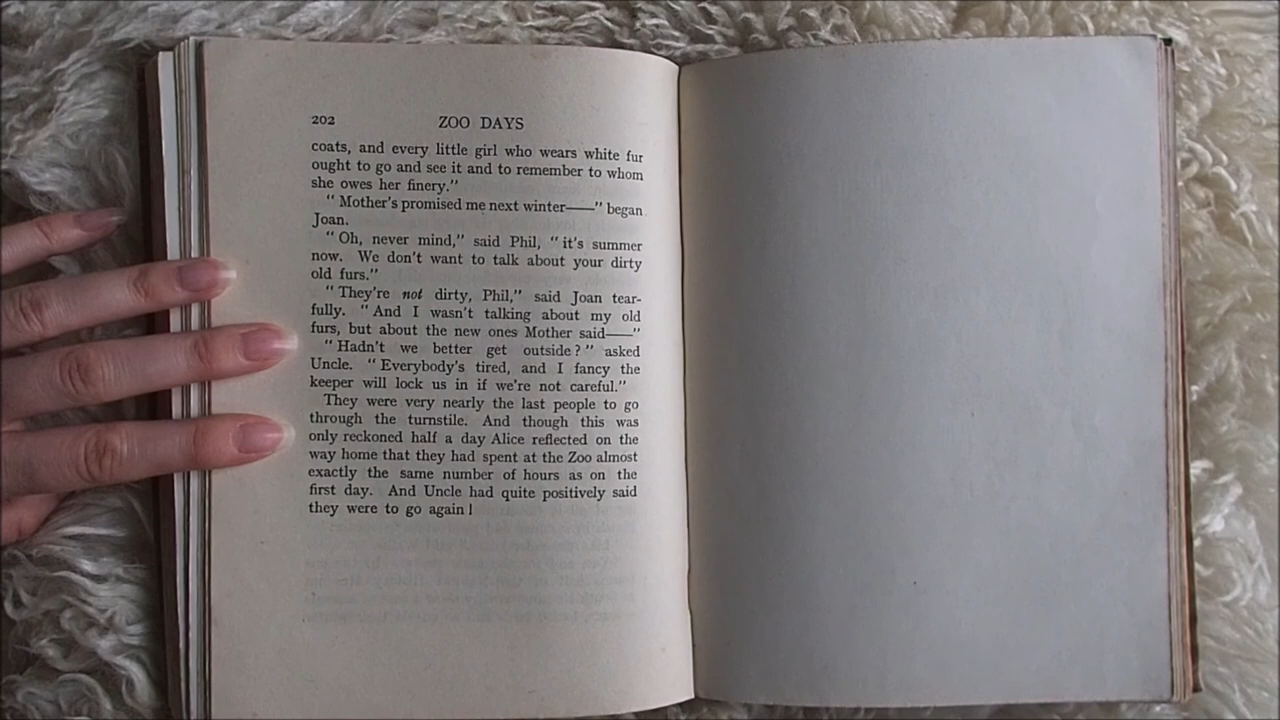 202 ZOO DAYS
coats, and every little girl who wears white fur
ought to go and see it and to remember to whom
she owes her finery.”
“ Mother's promised me next winter——” began
Joan.
“ Oh, never mind,” said Phil, “ it's summer
now. We don't want to talk about your dirty
old furs.”
“ They're not dirty, Phil,” said Joan tear-
fully. “ And I wasn't talking about my old
furs, but about the new ones Mother said——”
“ Hadn't we better get outside ? ” asked
Uncle. “ Everybody's tired, and I fancy the
keeper will lock us in if we're not careful.”
They were very nearly the last people to go
through the turnstile. And though this was
only reckoned half a day Alice reflected on the
way home that they had spent at the Zoo almost
exactly the same number of hours as on the
first day. And Uncle had quite positively said
they were to go again !